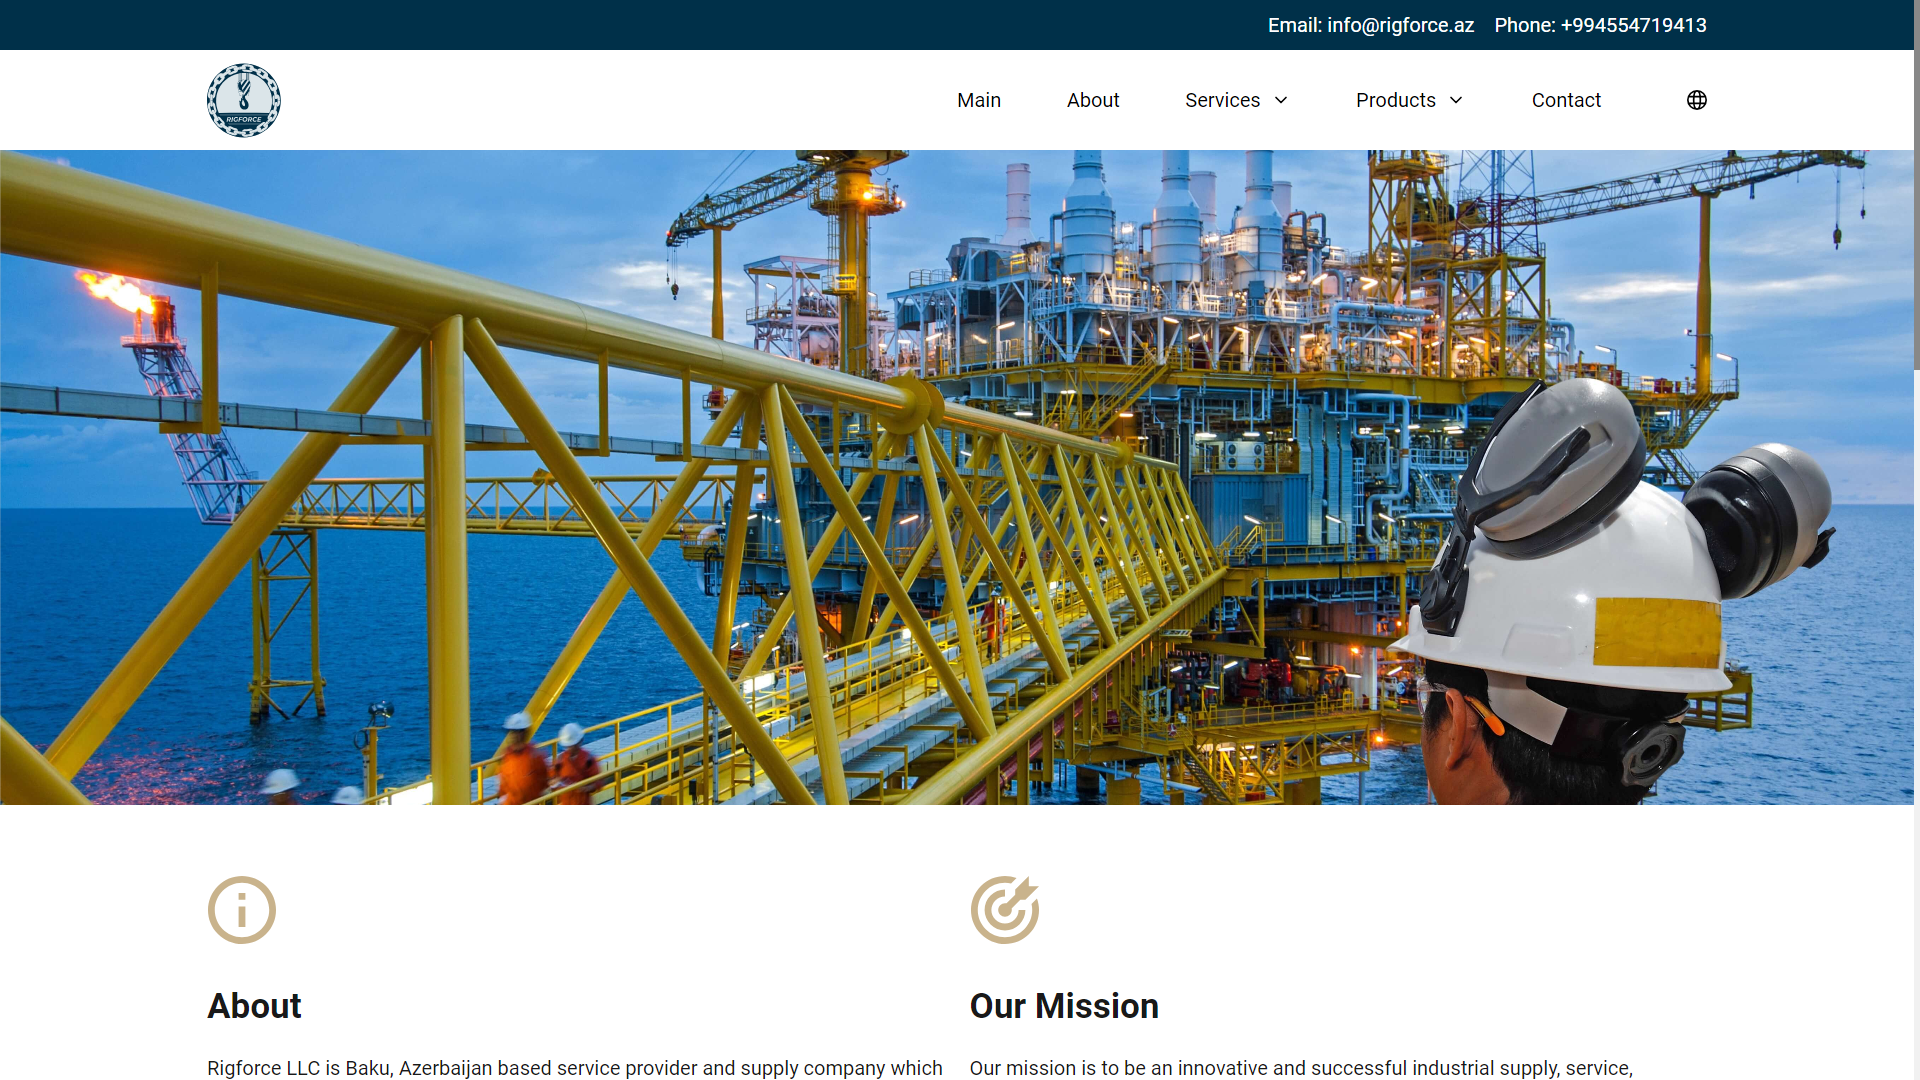 Email: info@rigforce.az Phone: +994554719413
RIGFORCE
Main About Services Products Contact
About
Rigforce LLC is Baku, Azerbaijan based service provider and supply company which
Our Mission
Our mission is to be an innovative and successful industrial supply, service,